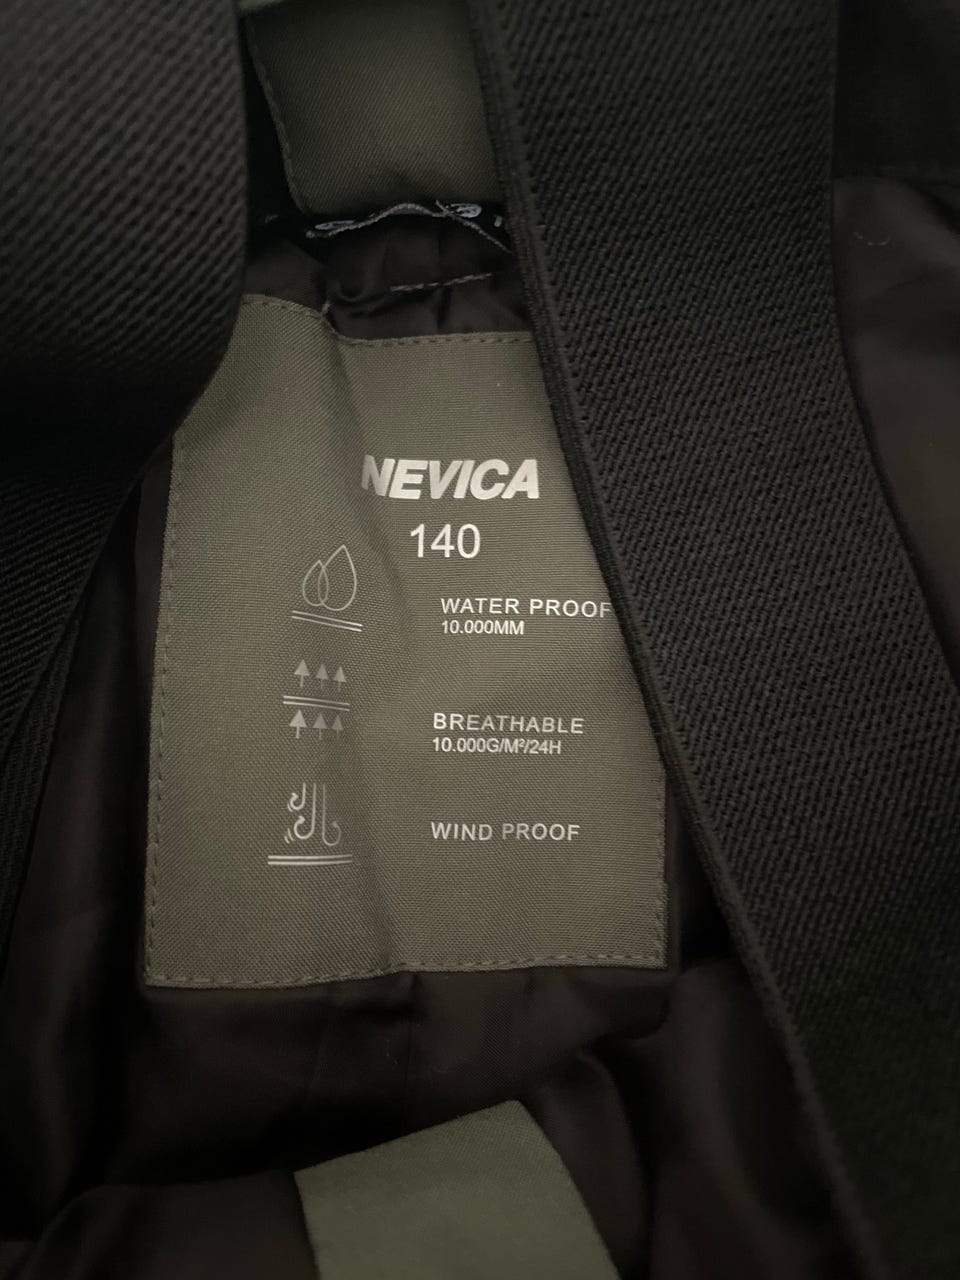 NEVICA
140
WATER PROOF
10.000MM
BREATHABLE
10.000G/M²/24H
WIND PROOF